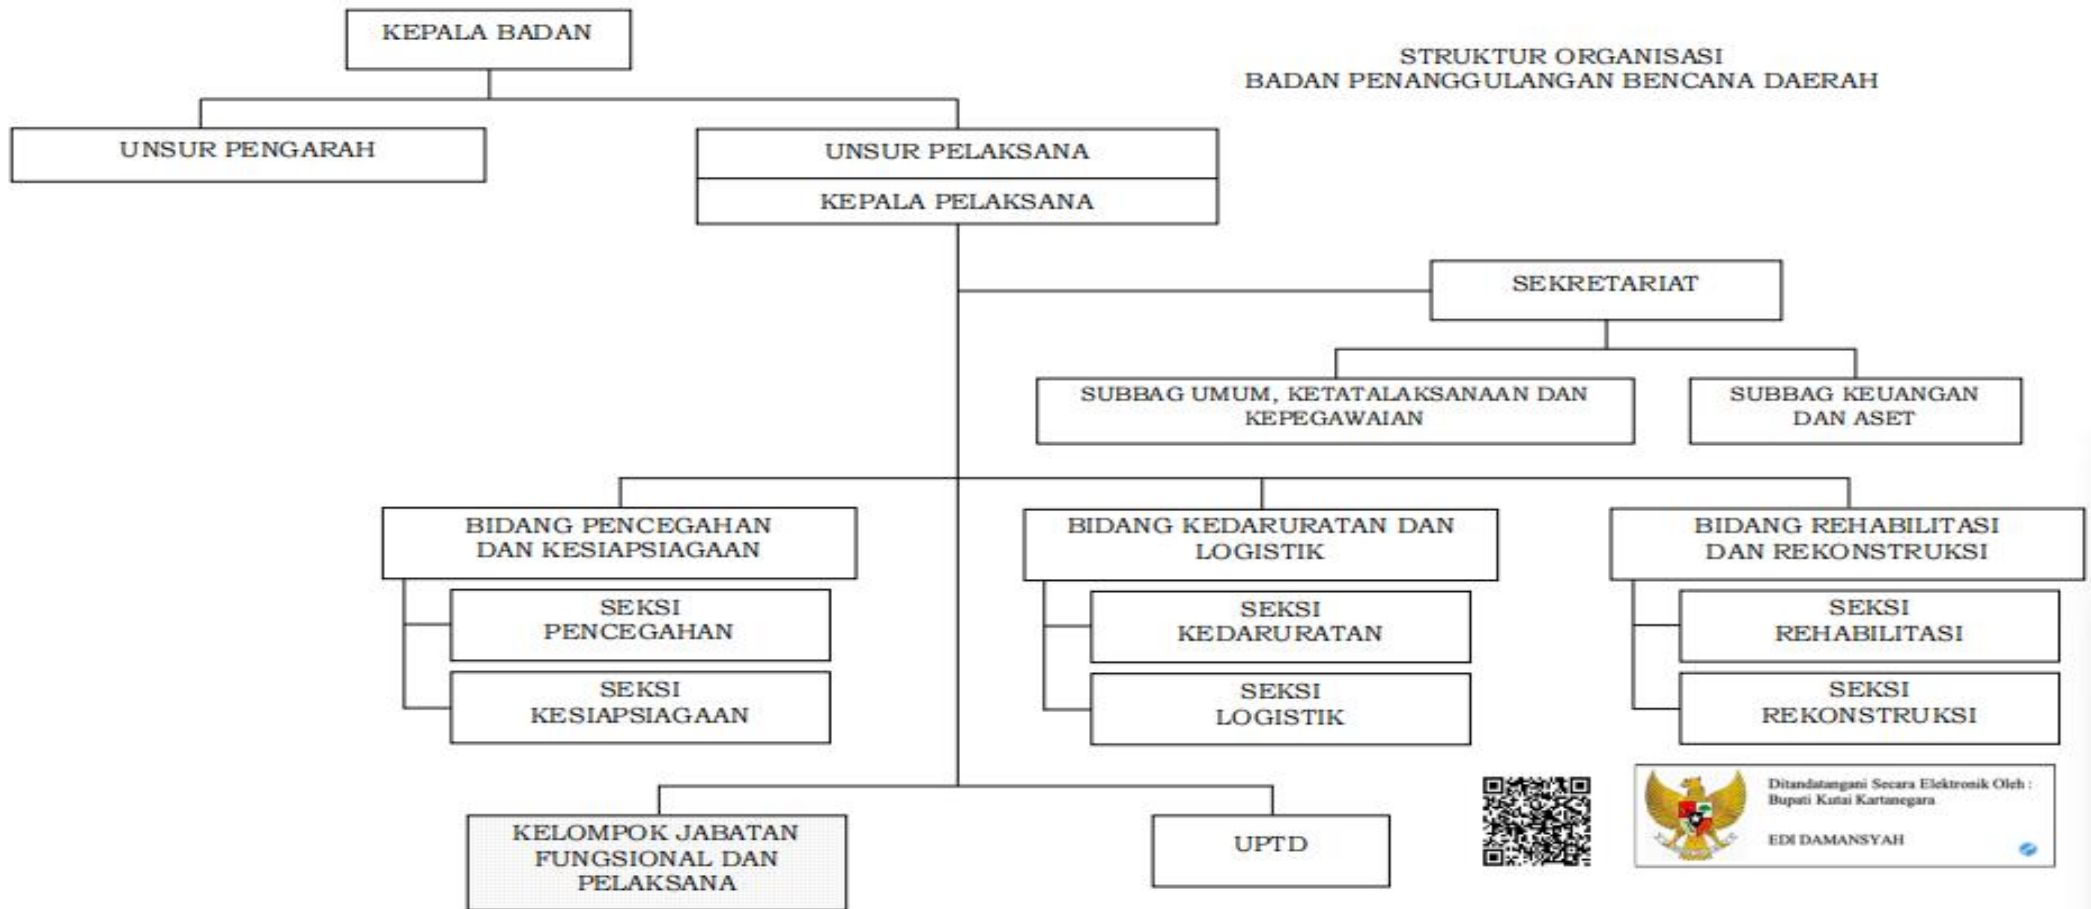 KEPALA BADAN
STRUKTUR ORGANISASI
BADAN PENANGGULANGAN BENCANA DAERAH
UNSUR PENGARAH
UNSUR PELAKSANA
KEPALA PELAKSANA
SEKRETARIAT
SUBBAG UMUM, KETATALAKSANAAN DAN
KEPEGAWAIAN
SUBBAG KEUANGAN
DAN ASET
BIDANG PENCEGAHAN
DAN KESIAPSIAGAAN
SEKSI
PENCEGAHAN
SEKSI
KESIAPSIAGAAN
BIDANG KEDARURATAN DAN
LOGISTIK
SEKSI
KEDARURATAN
SEKSI
LOGISTIK
BIDANG REHABILITASI
DAN REKONSTRUKSI
SEKSI
REHABILITASI
SEKSI
REKONSTRUKSI
KELOMPOK JABATAN
FUNGSIONAL DAN
PELAKSANA
UPTD
Ditandatangani Secara Elektronik Oleh :
Bupati Kutai Kartanegara
EDI DAMANSYAH